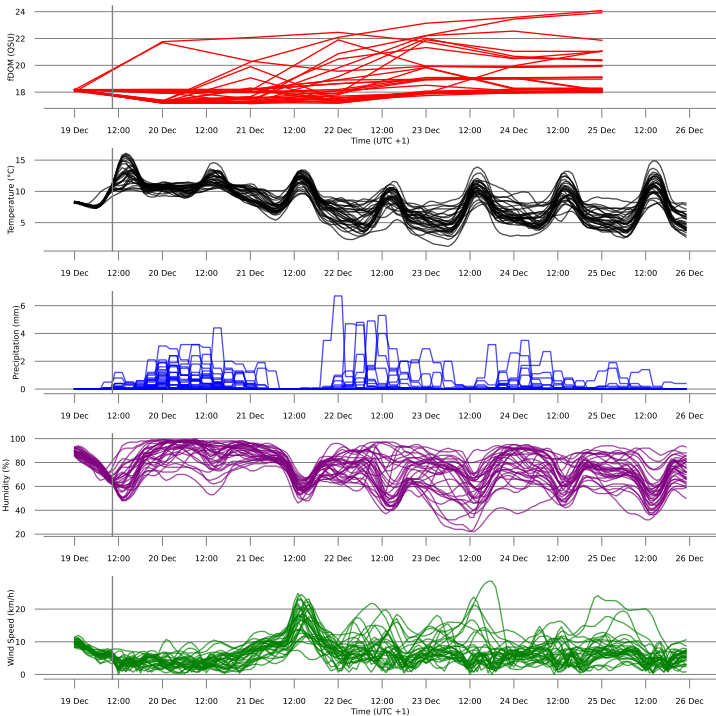 fDOM (QSU)
24
22
20
18
19 Dec 12:00 20 Dec 12:00 21 Dec 12:00 22 Dec 12:00 23 Dec 12:00 24 Dec 12:00 25 Dec 12:00 26 Dec
Time (UTC +1)
Temperature (°C)
15
10
5
19 Dec 12:00 20 Dec 12:00 21 Dec 12:00 22 Dec 12:00 23 Dec 12:00 24 Dec 12:00 25 Dec 12:00 26 Dec
Precipitation (mm)
6
4
2
0
19 Dec 12:00 20 Dec 12:00 21 Dec 12:00 22 Dec 12:00 23 Dec 12:00 24 Dec 12:00 25 Dec 12:00 26 Dec
Humidity (%)
100
80
60
40
20
19 Dec 12:00 20 Dec 12:00 21 Dec 12:00 22 Dec 12:00 23 Dec 12:00 24 Dec 12:00 25 Dec 12:00 26 Dec
Wind Speed (km/h)
20
10
0
19 Dec 12:00 20 Dec 12:00 21 Dec 12:00 22 Dec 12:00 23 Dec 12:00 24 Dec 12:00 25 Dec 12:00 26 Dec
Time (UTC +1)